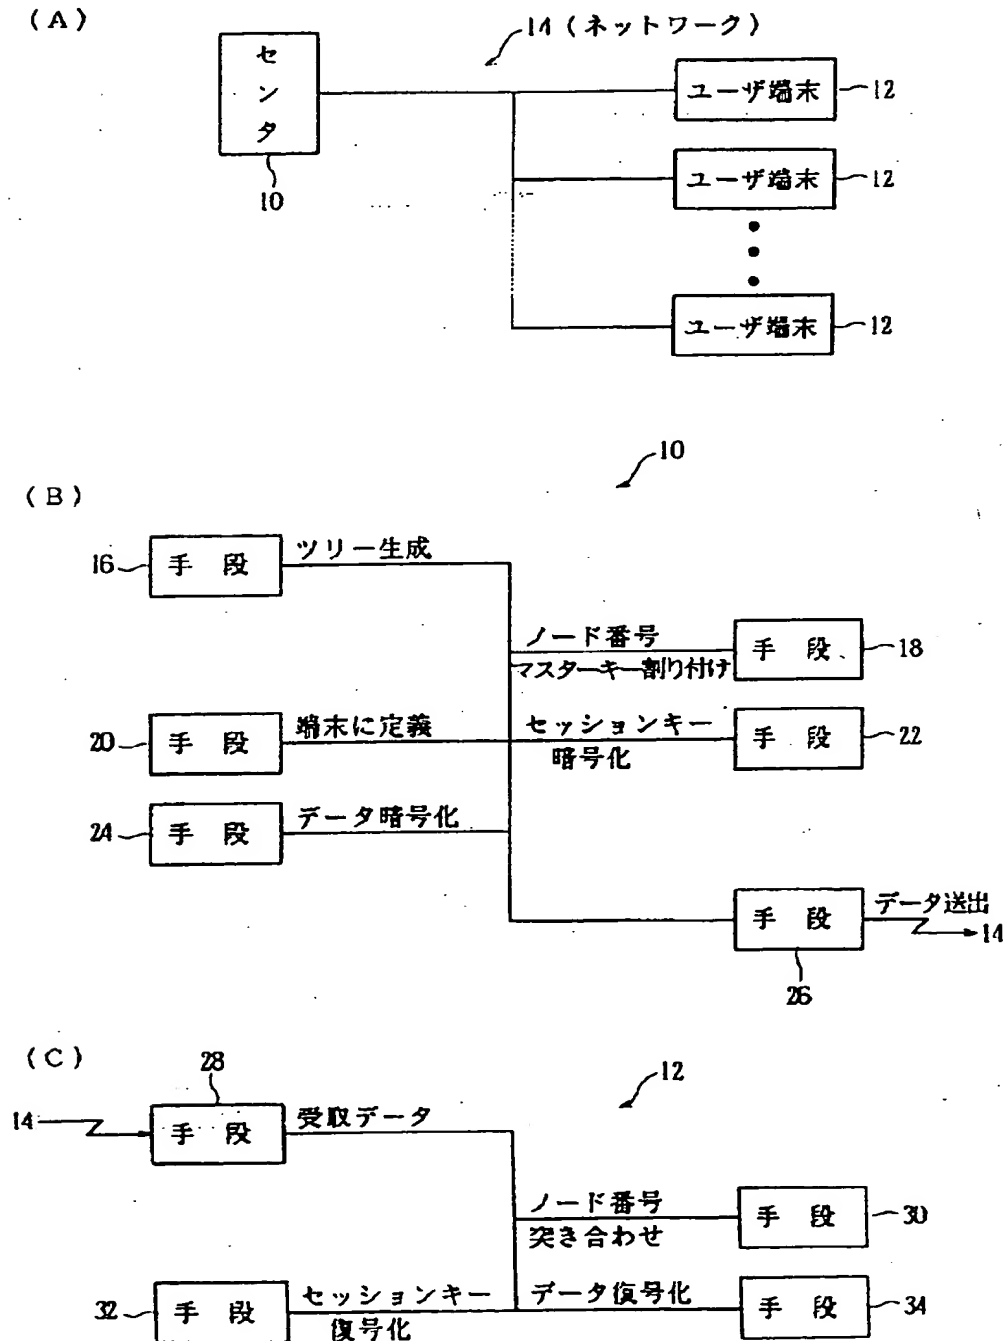 (A)
14(ネットワーク)
センタ
10
ユーザ端末
12
ユーザ端末
12
ユーザ端末
12
10
(B)
16
手 段
ツリー生成
ノード番号
マスターキー割り付け
手 段
18
20
手 段
端末に定義
セッションキー
暗号化
手 段
22
24
手 段
データ暗号化
手 段
データ送出
14
26
(C)
28
12
14
手 段
受取データ
ノード番号
突き合わせ
手 段
30
32
手 段
セッションキー
復号化
データ復号化
手 段
34